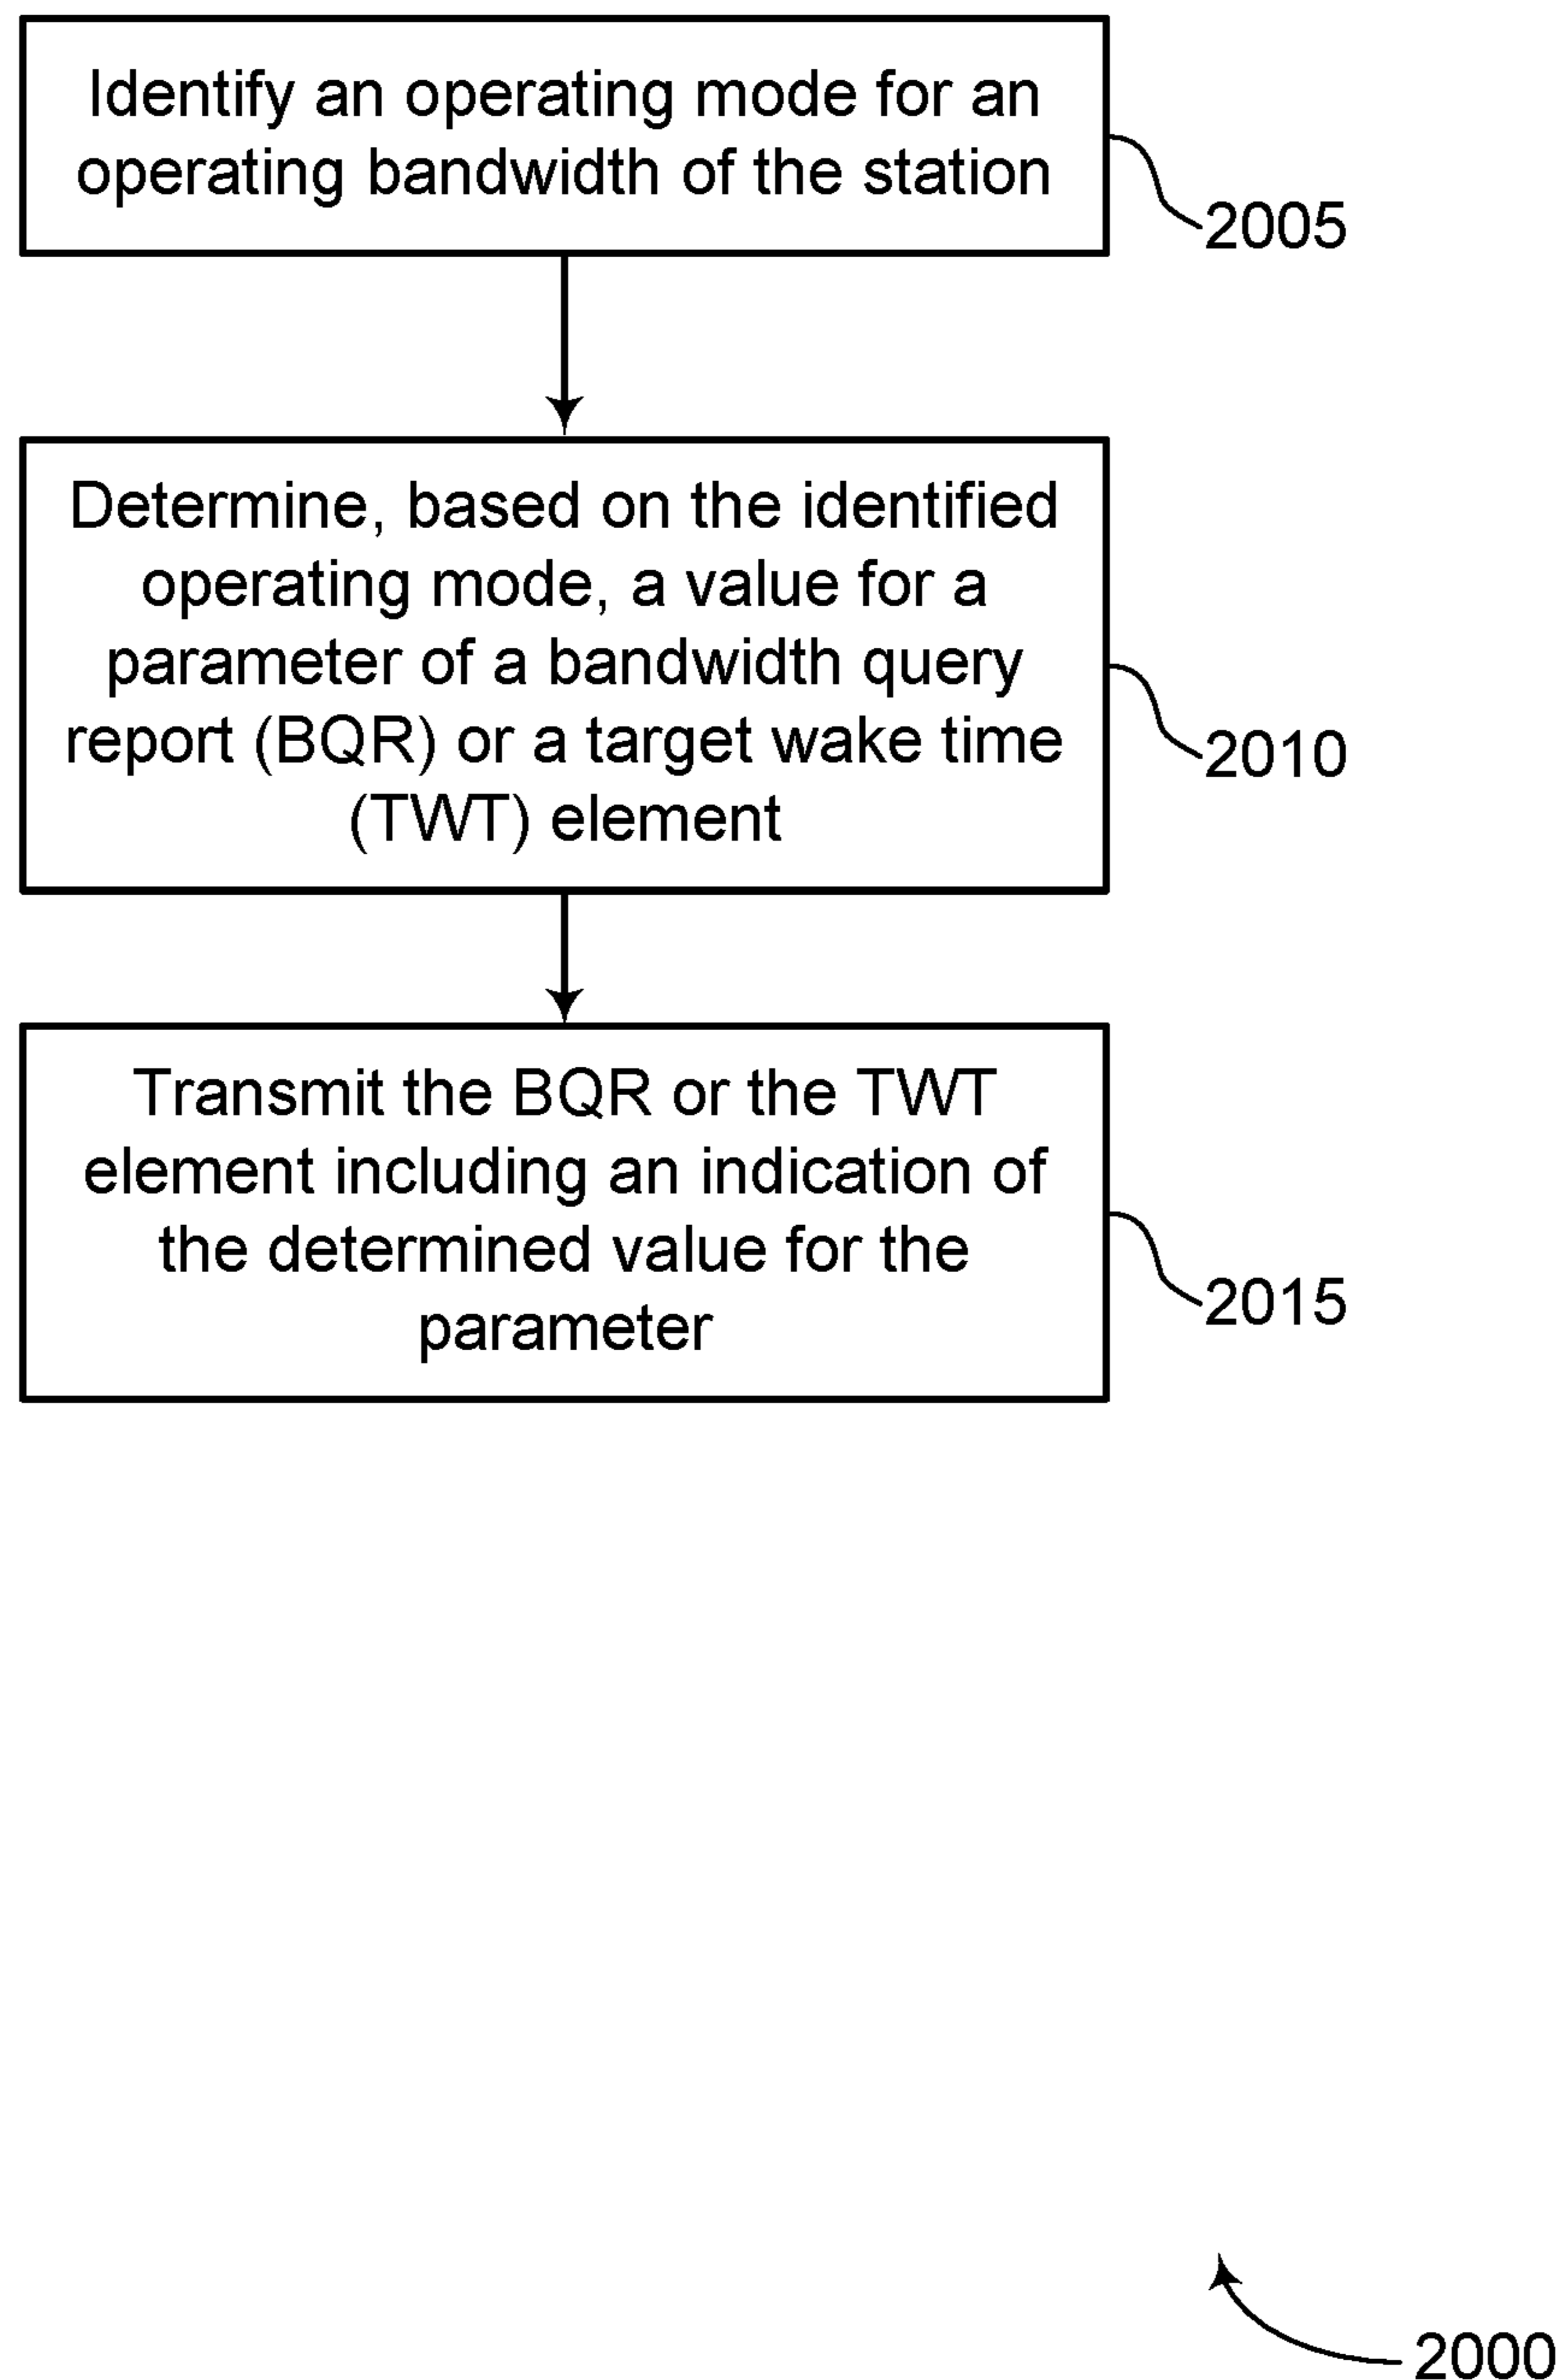 Identify an operating mode for an
operating bandwidth of the station
2005
Determine, based on the identified
operating mode, a value for a
parameter of a bandwidth query
report (BQR) or a target wake time
(TWT) element
2010
Transmit the BQR or the TWT
element including an indication of
the determined value for the
parameter
2015
2000